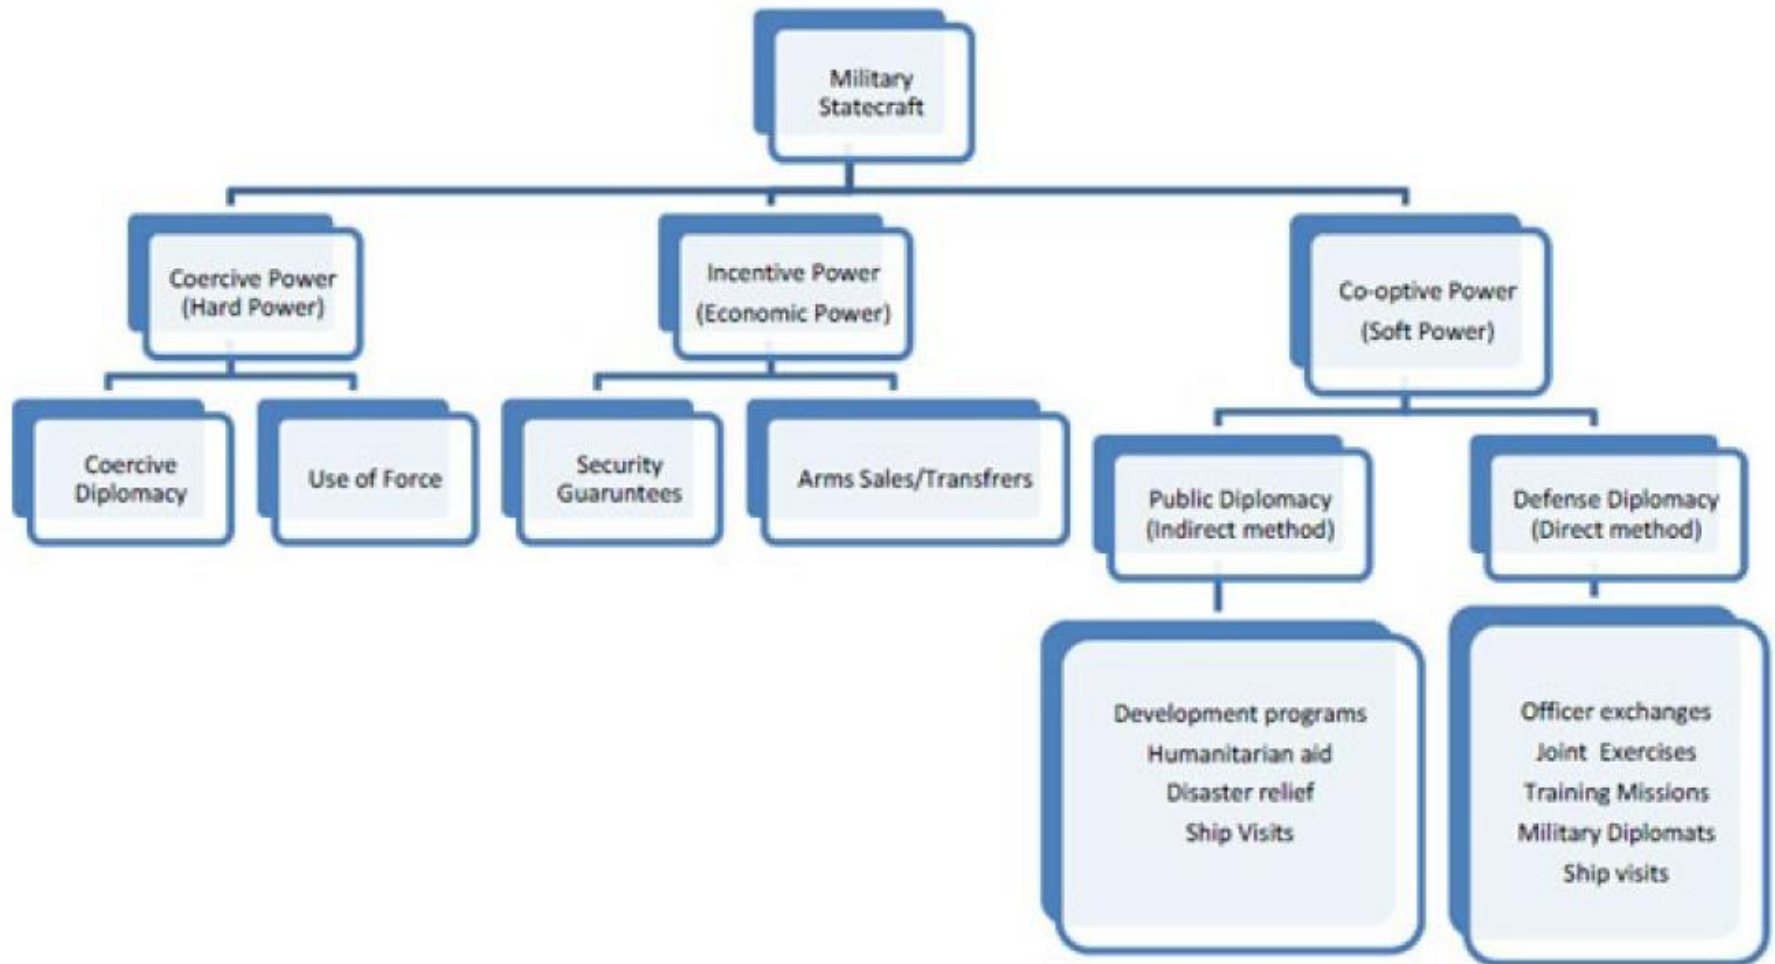 Military
Statecraft
Coercive Power
(Hard Power)
Incentive Power
(Economic Power)
Co-optive Power
(Soft Power)
Coercive
Diplomacy
Use of Force
Security
Guaruntees
Arms Sales/Transfrers
Public Diplomacy
(Indirect method)
Defense Diplomacy
(Direct method)
Development programs
Humanitarian aid
Disaster relief
Ship Visits
Officer exchanges
Joint Exercises
Training Missions
Military Diplomats
Ship visits